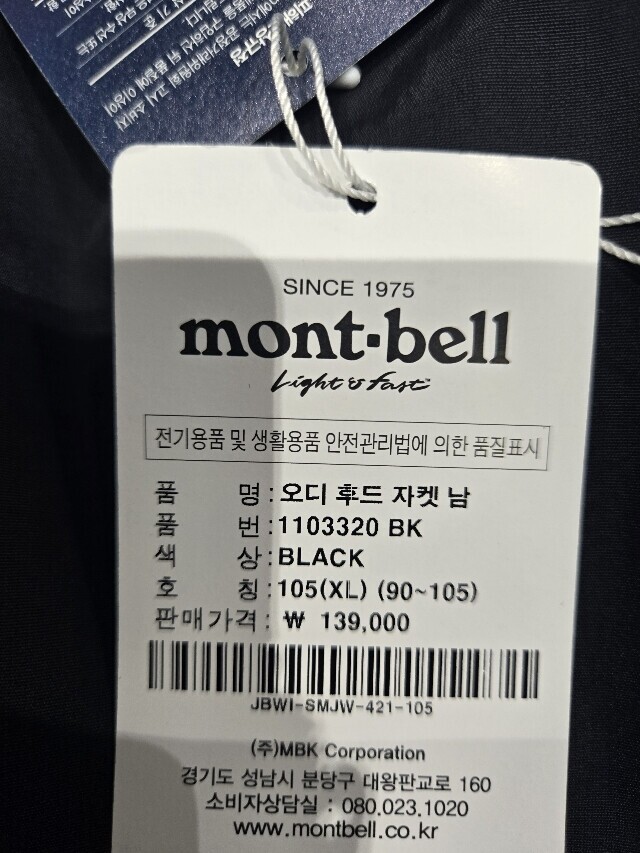 SINCE 1975
mont-bell
Light & Fast
전기용품 및 생활용품 안전관리법에 의한 품질표시
품 명 : 오디 후드 자켓 남
품 번 : 1103320 BK
색 상 : BLACK
호 칭 : 105(XL) (90~105)
판매가격 : ₩ 139,000
JBWI-SMJW-421-105
(주)MBK Corporation
경기도 성남시 분당구 대왕판교로 160
소비자상담실 : 080.023.1020
www.montbell.co.kr